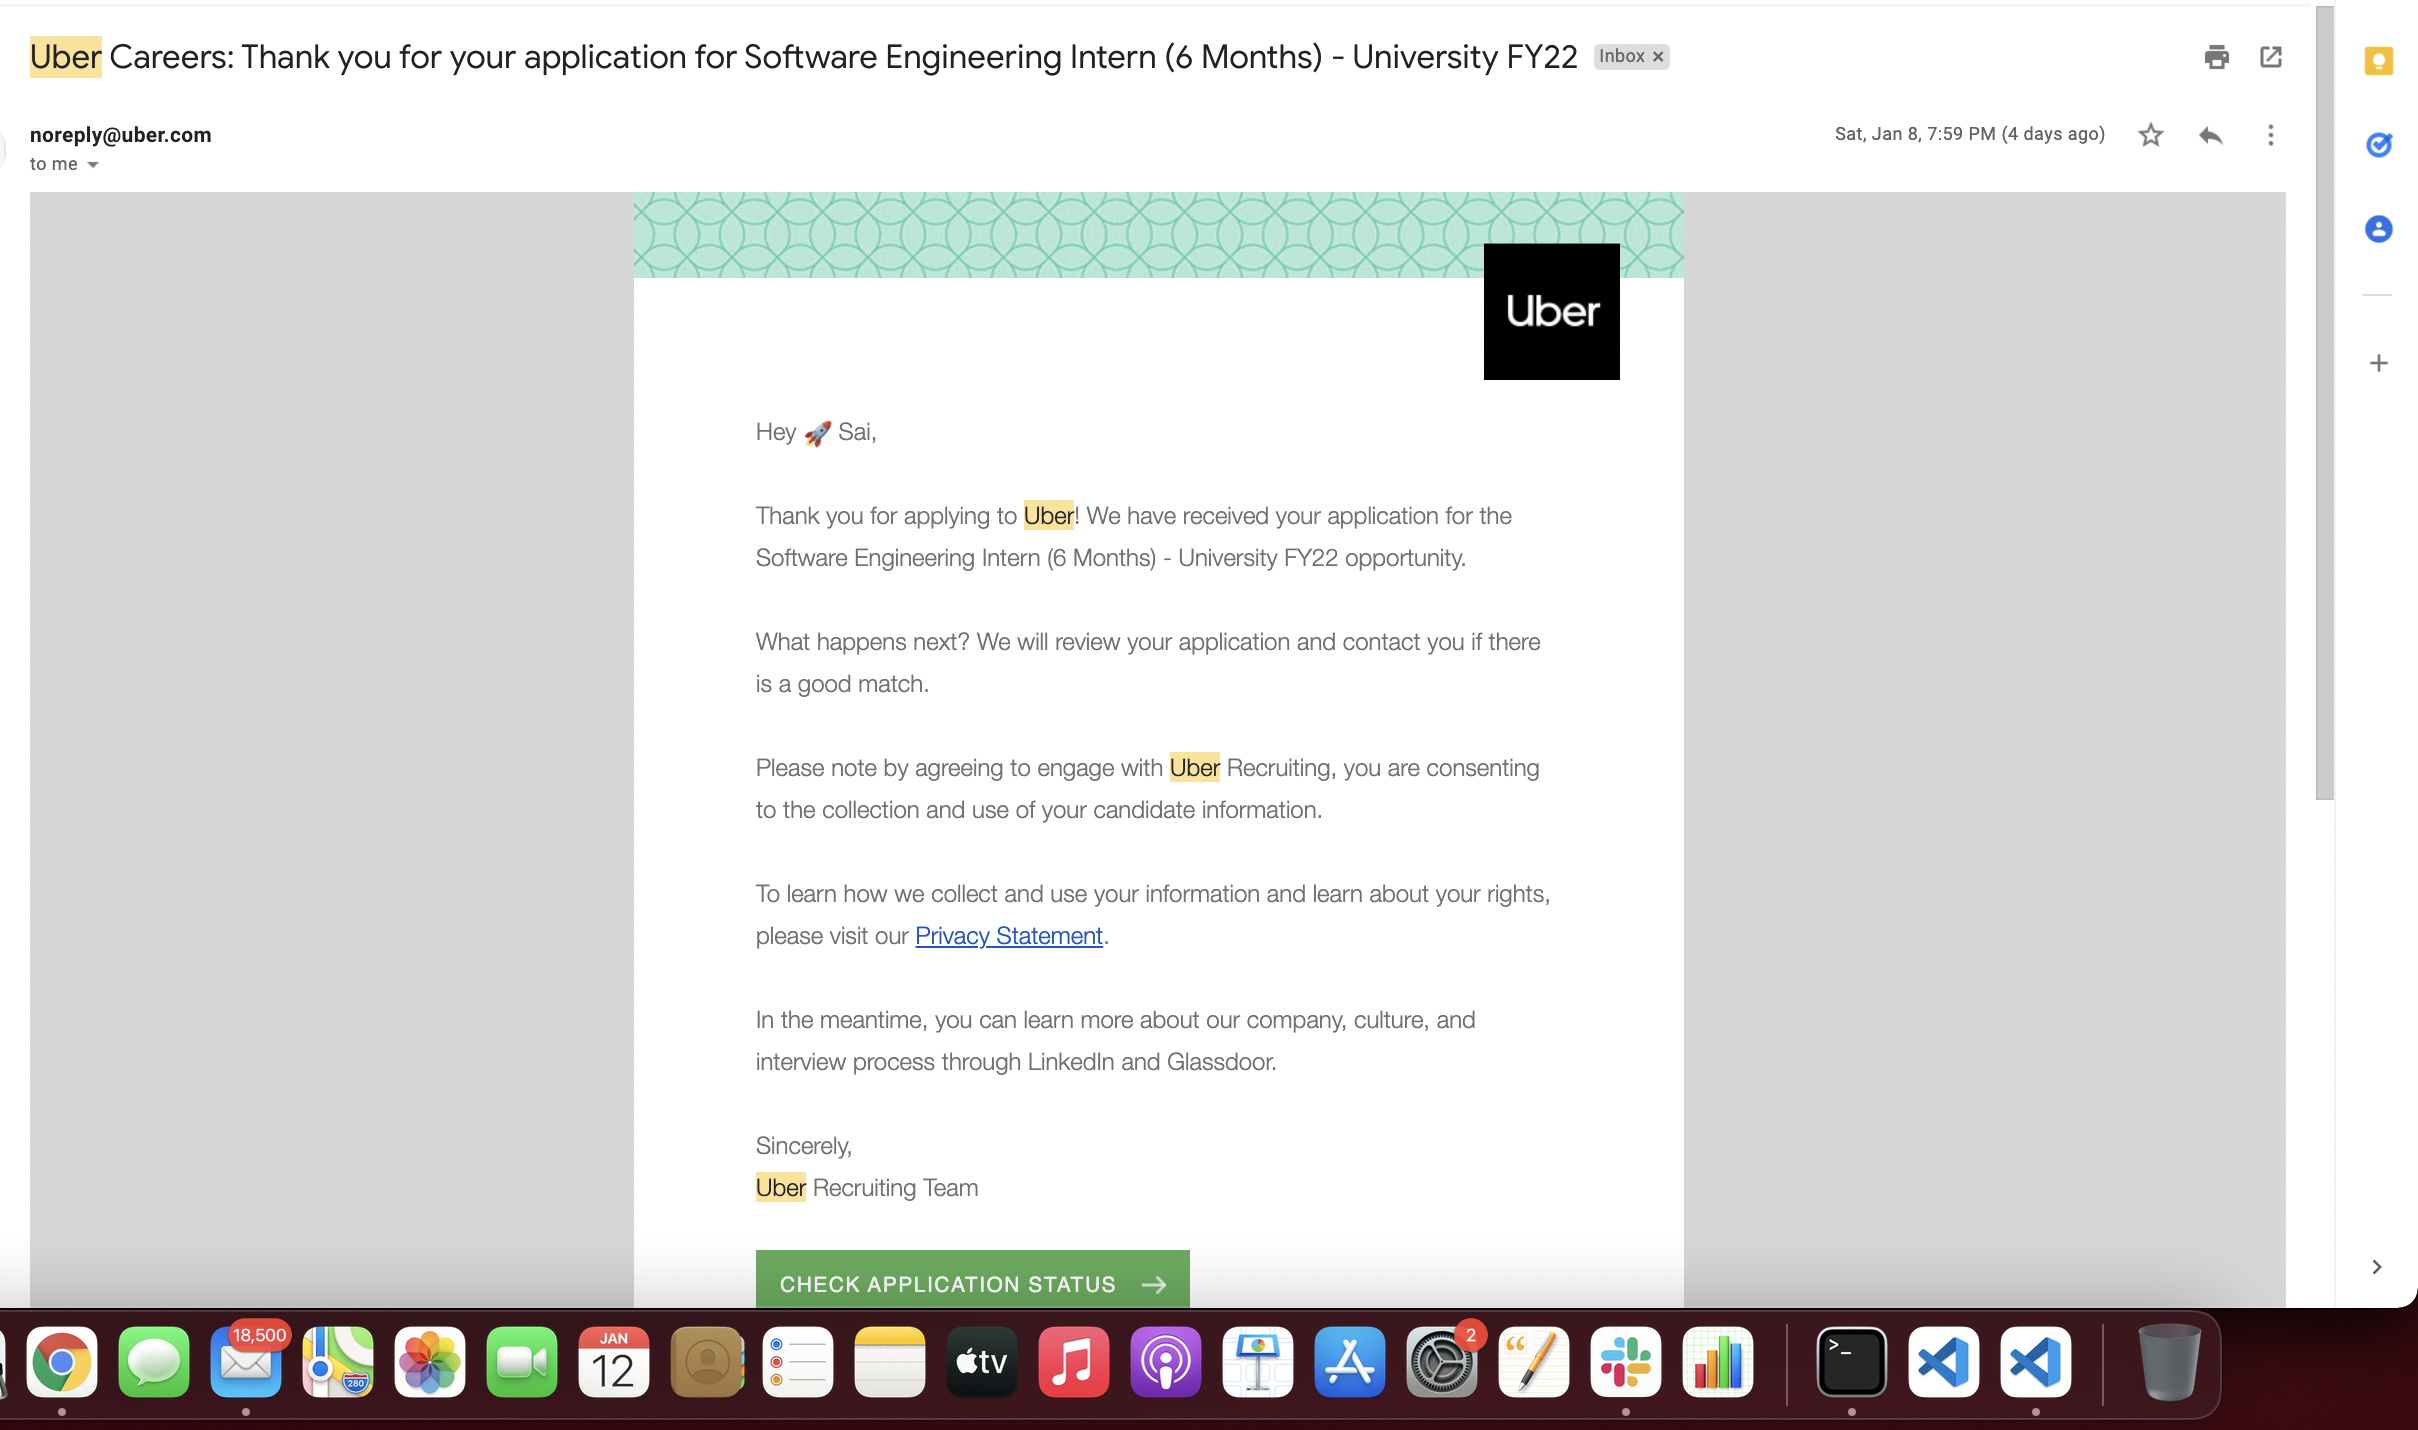 Uber Careers: Thank you for your application for Software Engineering Intern (6 Months) - University FY22 Inbox ×
noreply@uber.com
Sat, Jan 8, 7:59 PM (4 days ago)
to me
Uber
Hey 🚀 Sai,
Thank you for applying to Uber! We have received your application for the
Software Engineering Intern (6 Months) - University FY22 opportunity.
What happens next? We will review your application and contact you if there
is a good match.
Please note by agreeing to engage with Uber Recruiting, you are consenting
to the collection and use of your candidate information.
To learn how we collect and use your information and learn about your rights,
please visit our Privacy Statement.
In the meantime, you can learn more about our company, culture, and
interview process through LinkedIn and Glassdoor.
Sincerely,
Uber Recruiting Team
CHECK APPLICATION STATUS →
18,500
280
JAN
12
tv
2
>_